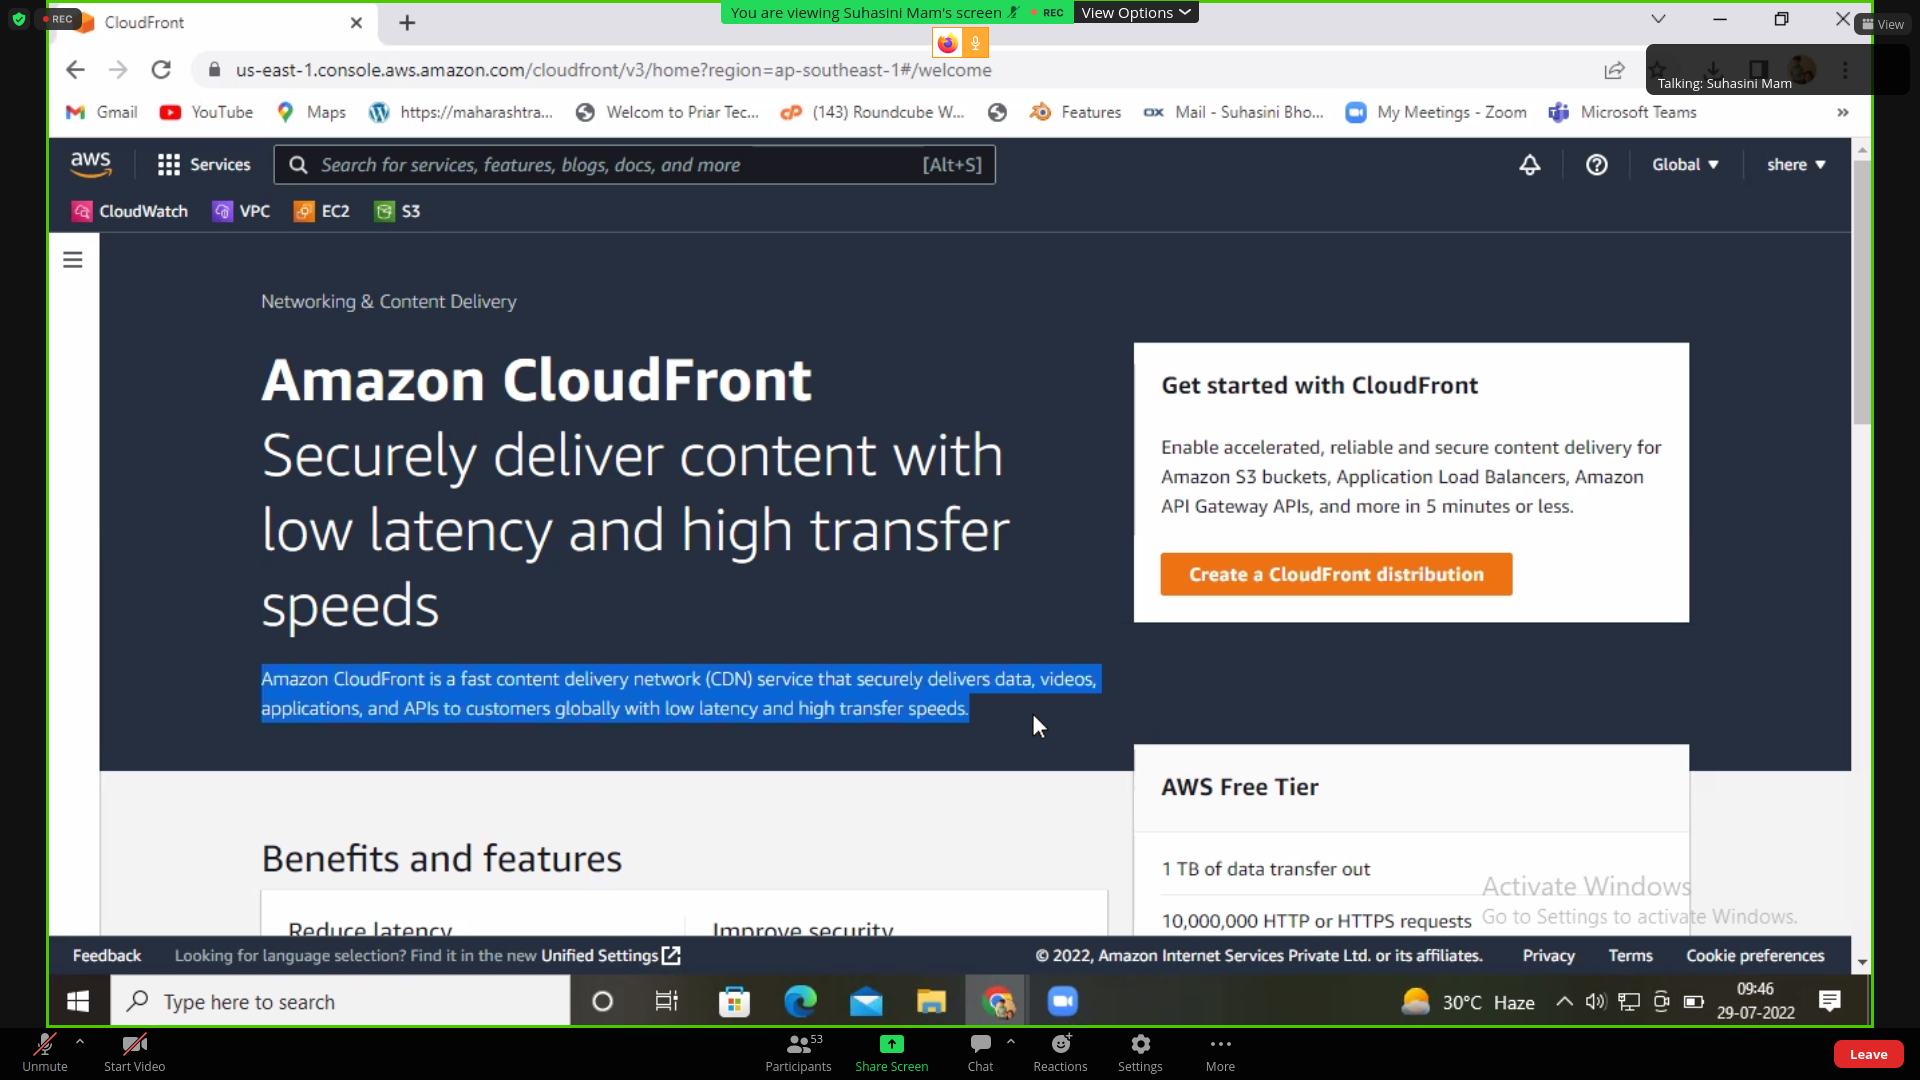 REC
CloudFront
You are viewing Suhasini Mam's screen
REC
View Options
View
us-east-1.console.aws.amazon.com/cloudfront/v3/home?region=ap-southeast-1#/welcome
Talking: Suhasini Mam
Gmail
YouTube
Maps
https://maharashtra...
Welcom to Priar Tec...
cP
(143) Roundcube W...
Features
OX
Mail - Suhasini Bho...
My Meetings - Zoom
Microsoft Teams
»
aws
Services
Search for services, features, blogs, docs, and more
[Alt+S]
Global
shere
CloudWatch
VPC
EC2
S3
Networking & Content Delivery
Amazon CloudFront
Securely deliver content with
low latency and high transfer
speeds
Amazon CloudFront is a fast content delivery network (CDN) service that securely delivers data, videos,
applications, and APIs to customers globally with low latency and high transfer speeds.
Get started with CloudFront
Enable accelerated, reliable and secure content delivery for
Amazon S3 buckets, Application Load Balancers, Amazon
API Gateway APIs, and more in 5 minutes or less.
Create a CloudFront distribution
AWS Free Tier
1 TB of data transfer out
10,000,000 HTTP or HTTPS requests
Benefits and features
Reduce latency
Improve security
Activate Windows
Go to Settings to activate Windows.
Feedback
Looking for language selection? Find it in the new Unified Settings
© 2022, Amazon Internet Services Private Ltd. or its affiliates.
Privacy
Terms
Cookie preferences
Type here to search
30°C Haze
09:46
29-07-2022
Unmute
Start Video
Participants
53
Share Screen
Chat
Reactions
Settings
More
Leave